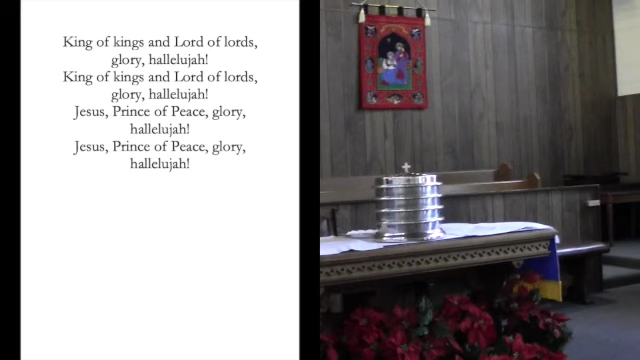 King of kings and Lord of lords,
glory, hallelujah!
King of kings and Lord of lords,
glory, hallelujah!
Jesus, Prince of Peace, glory,
hallelujah!
Jesus, Prince of Peace, glory,
hallelujah!